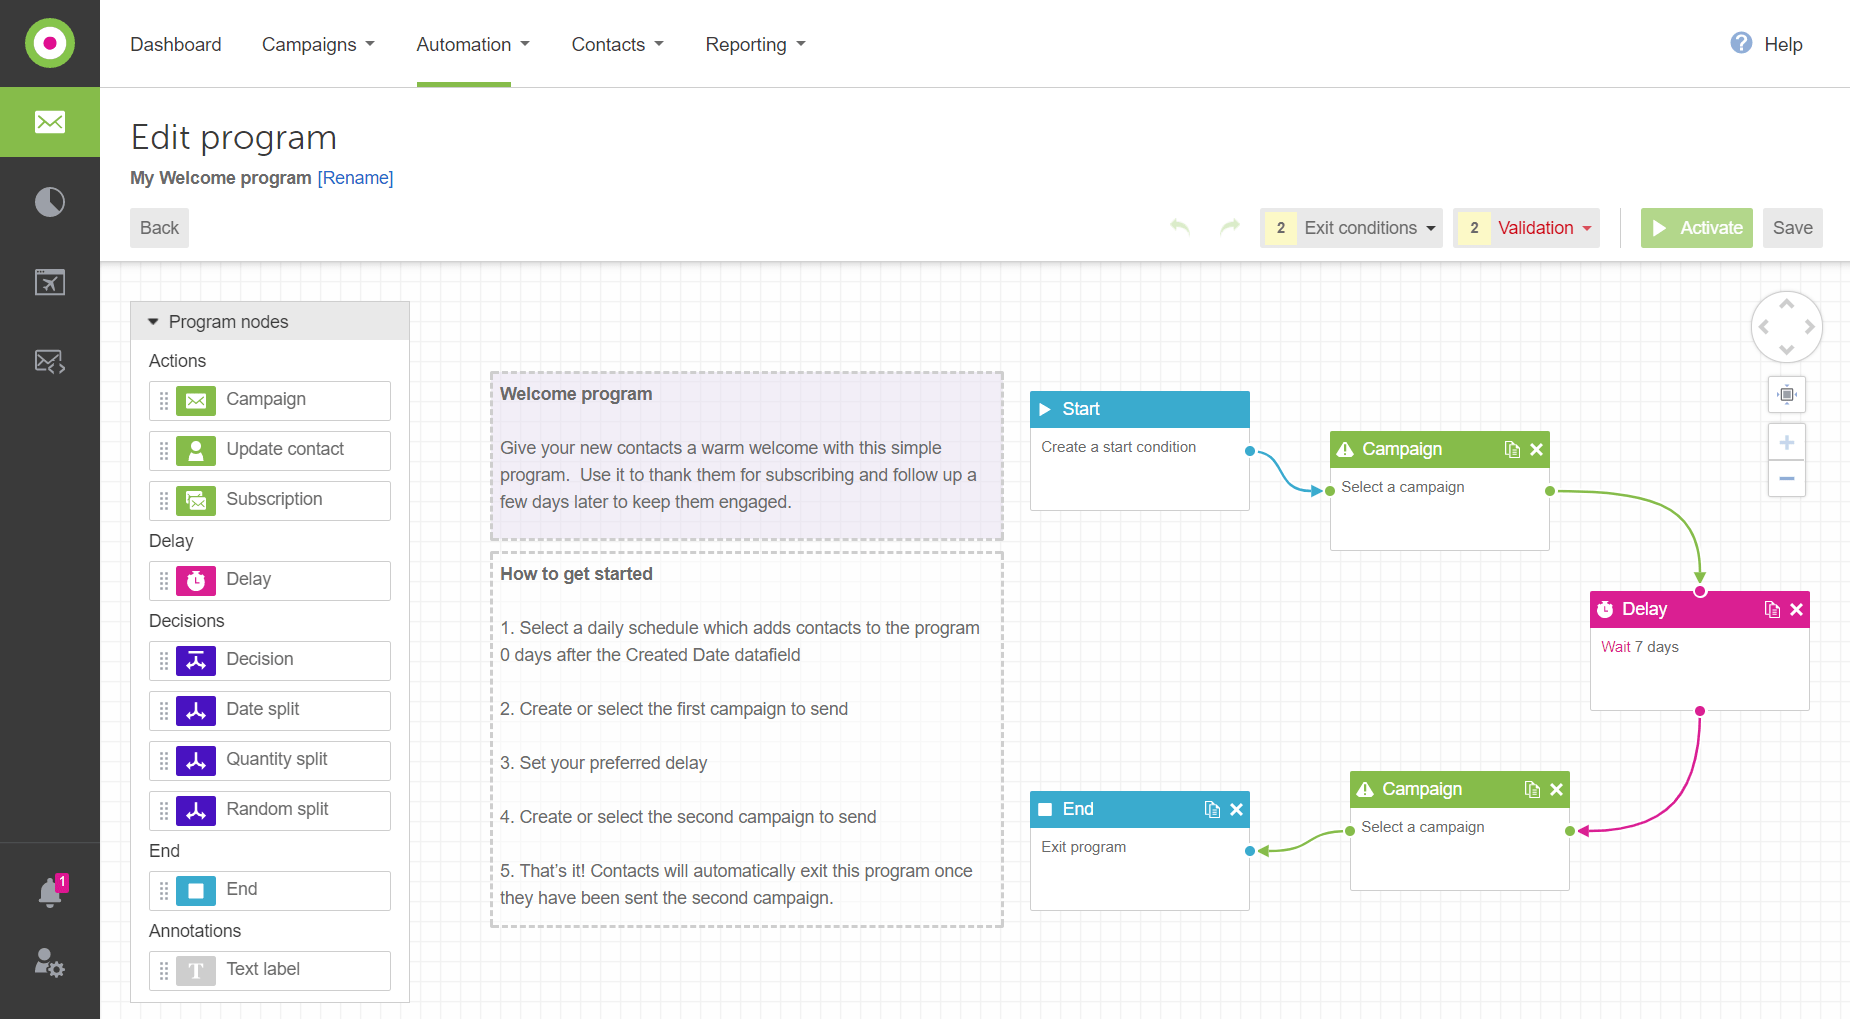 Dashboard
Campaigns
Automation
Contacts
Reporting
? Help
Edit program
My Welcome program [Rename]
Back
2 Exit conditions
2 Validation
Activate
Save
Program nodes
Actions
Campaign
Update contact
Subscription
Delay
Delay
Decisions
Decision
Date split
Quantity split
Random split
End
End
Annotations
T Text label
1
Welcome program
Give your new contacts a warm welcome with this simple
program.  Use it to thank them for subscribing and follow up a
few days later to keep them engaged.
How to get started
1. Select a daily schedule which adds contacts to the program
0 days after the Created Date datafield
2. Create or select the first campaign to send
3. Set your preferred delay
4. Create or select the second campaign to send
5. That’s it! Contacts will automatically exit this program once
they have been sent the second campaign.
Start
Create a start condition
Campaign
Select a campaign
Delay
Wait 7 days
Campaign
Select a campaign
End
Exit program